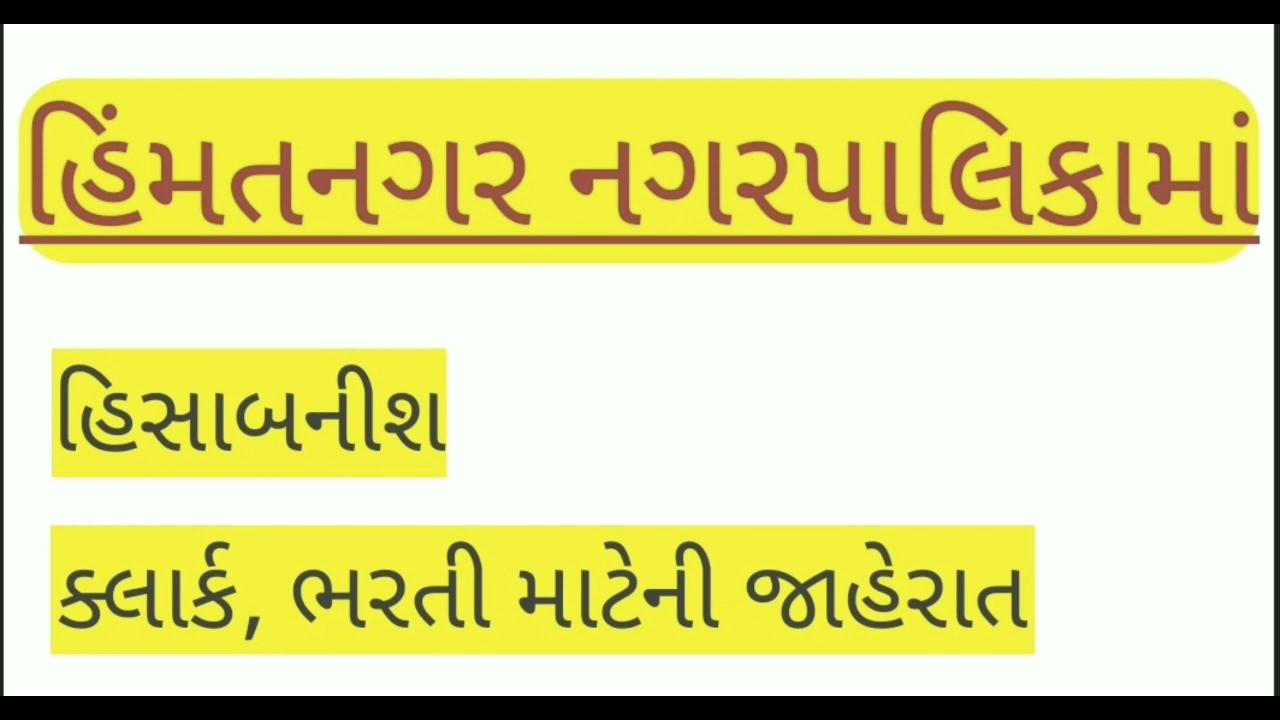 હિંમતનગર નગરપાલિકામાં
હિસાબનીશ
ક્લાર્ક, ભરતી માટેની જાહેરાત